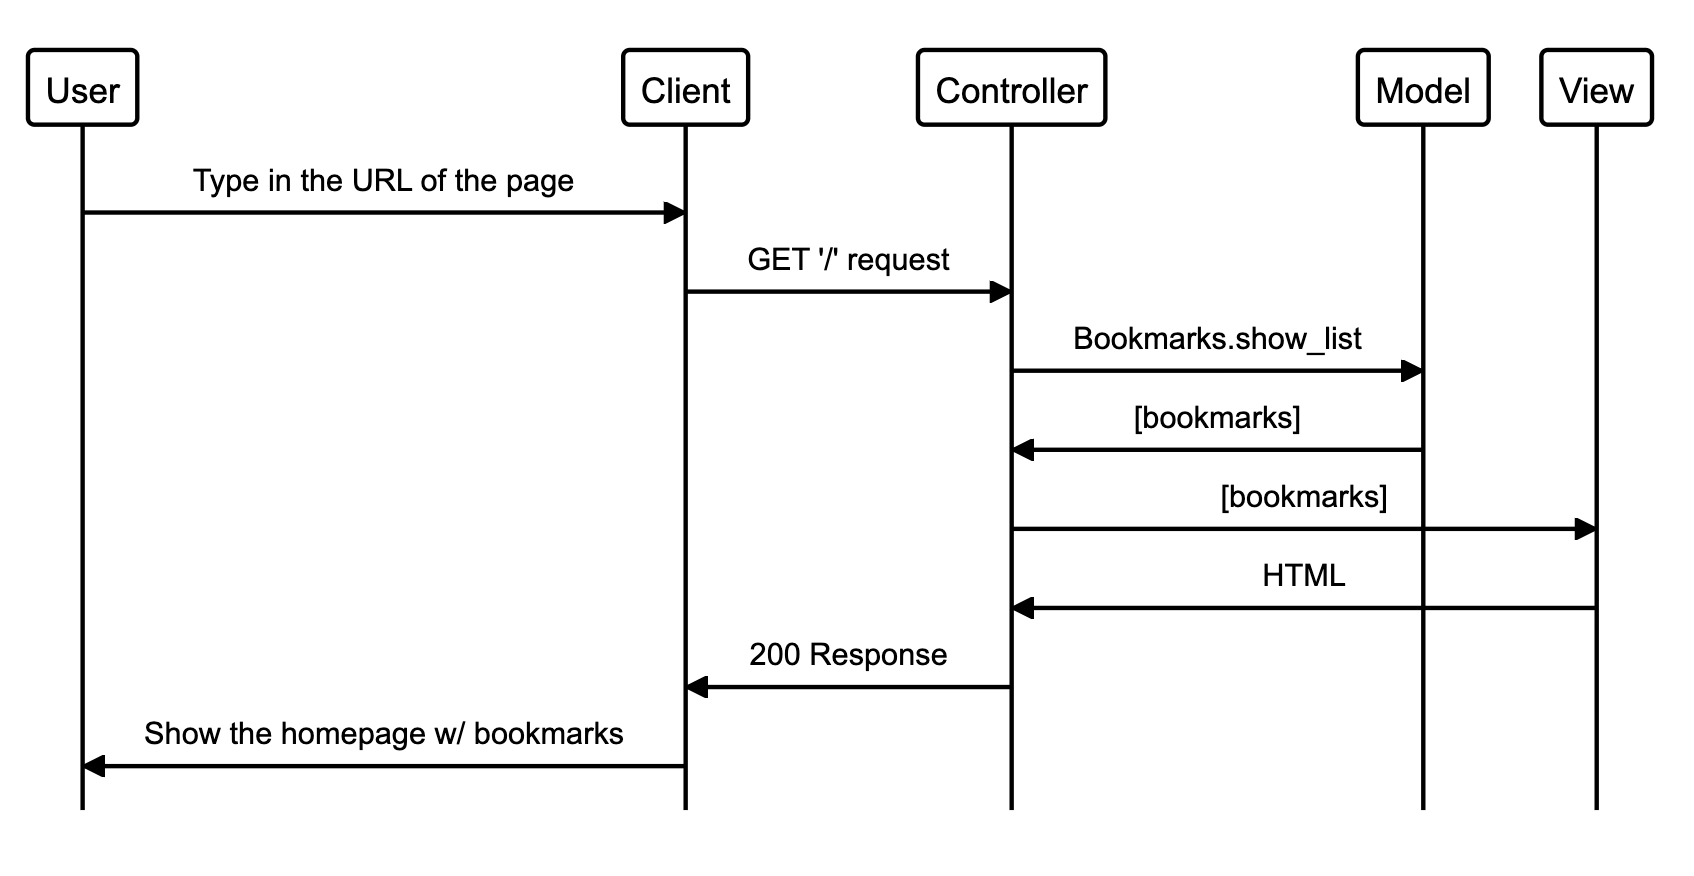 User
Client
Controller
Model
View
Type in the URL of the page
GET '/' request
Bookmarks.show_list
[bookmarks]
[bookmarks]
HTML
200 Response
Show the homepage w/ bookmarks